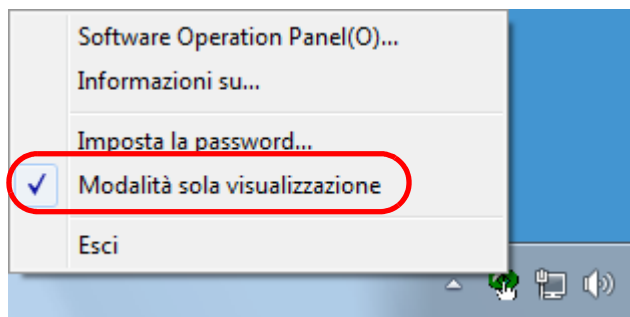 Software Operation Panel(O)...
Informazioni su...
Imposta la password...
Modalità sola visualizzazione
Esci